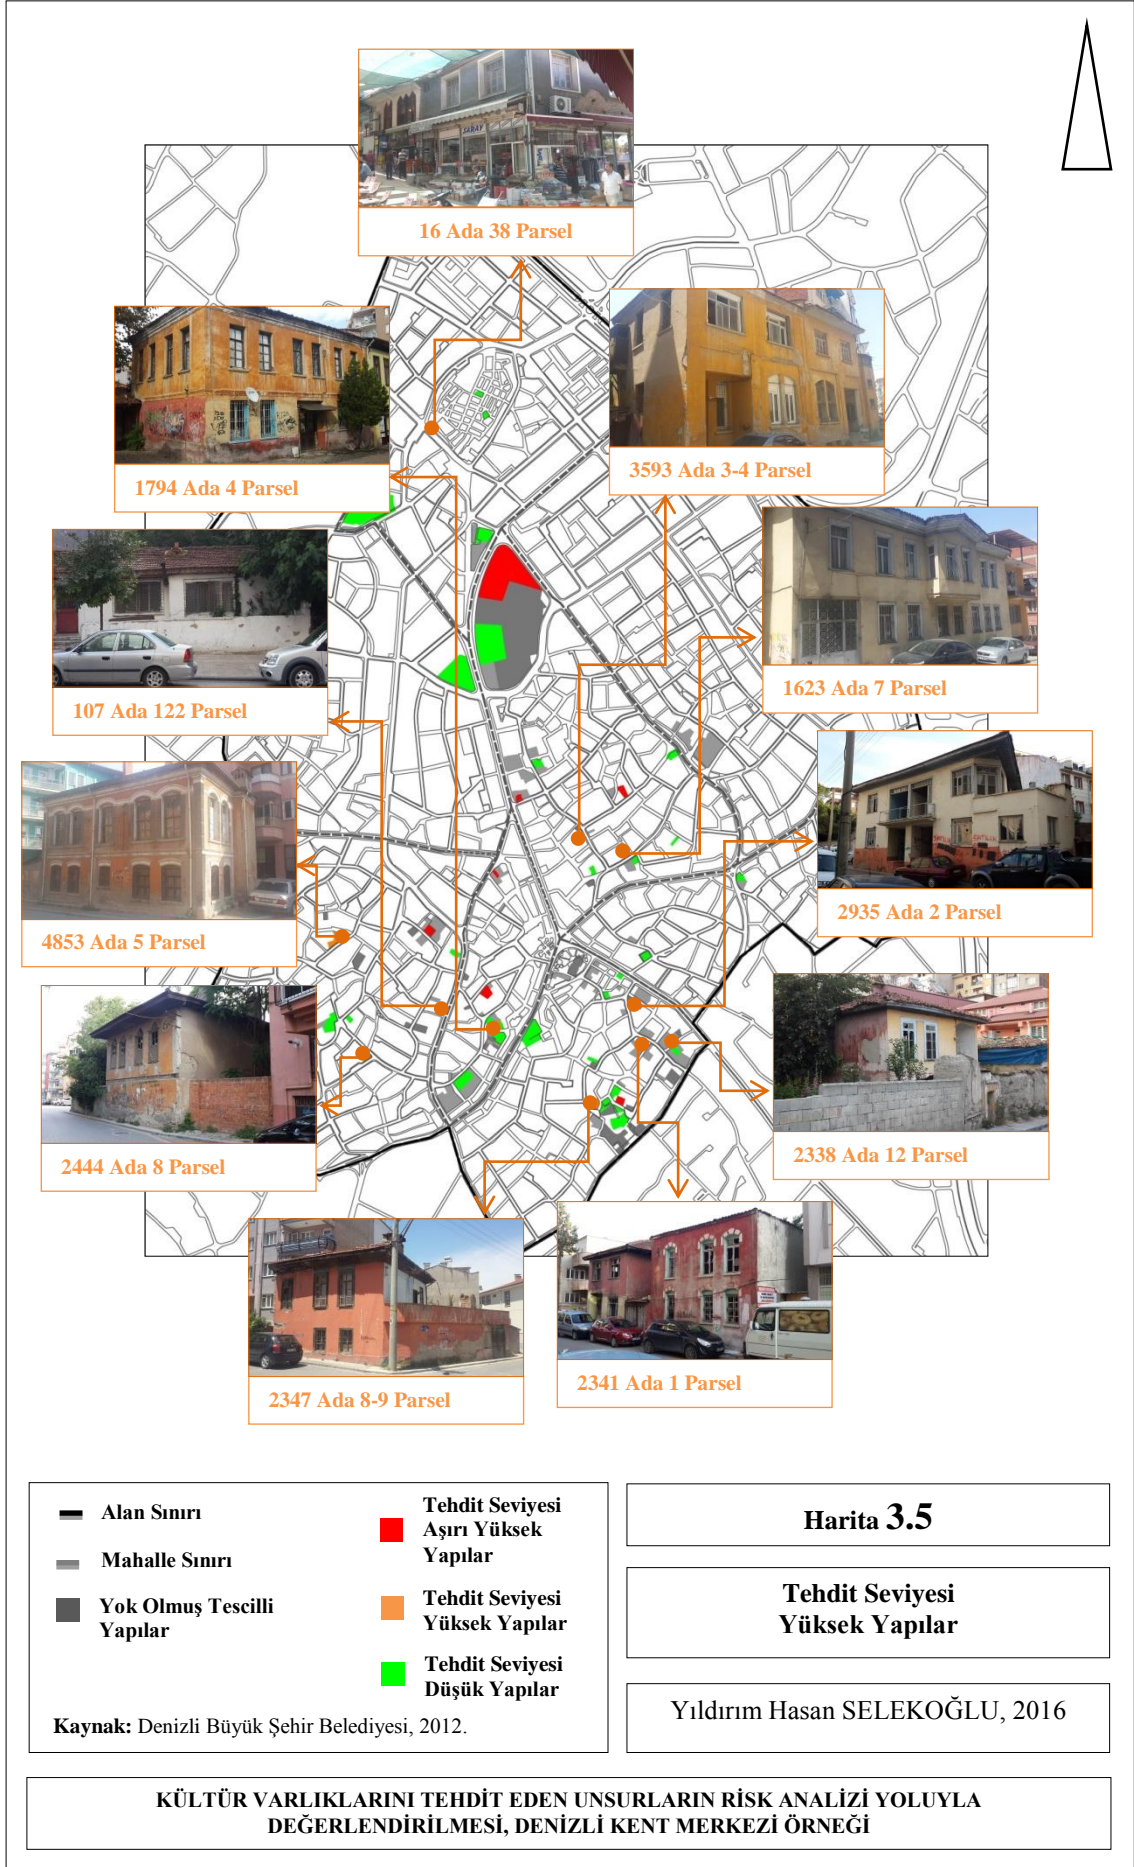 SARAY
16 Ada 38 Parsel
1794 Ada 4 Parsel
3593 Ada 3-4 Parsel
107 Ada 122 Parsel
1623 Ada 7 Parsel
4853 Ada 5 Parsel
2935 Ada 2 Parsel
2444 Ada 8 Parsel
2338 Ada 12 Parsel
2347 Ada 8-9 Parsel
2341 Ada 1 Parsel
Alan Sınırı
Mahalle Sınırı
Yok Olmuş Tescilli
Yapılar
Tehdit Seviyesi
Aşırı Yüksek
Yapılar
Tehdit Seviyesi
Yüksek Yapılar
Tehdit Seviyesi
Düşük Yapılar
Kaynak: Denizli Büyük Şehir Belediyesi, 2012.
Harita 3.5
Tehdit Seviyesi
Yüksek Yapılar
Yıldırım Hasan SELEKOĞLU, 2016
KÜLTÜR VARLIKLARINI TEHDİT EDEN UNSURLARIN RİSK ANALİZİ YOLUYLA
DEĞERLENDİRİLMESİ, DENİZLİ KENT MERKEZİ ÖRNEĞİ